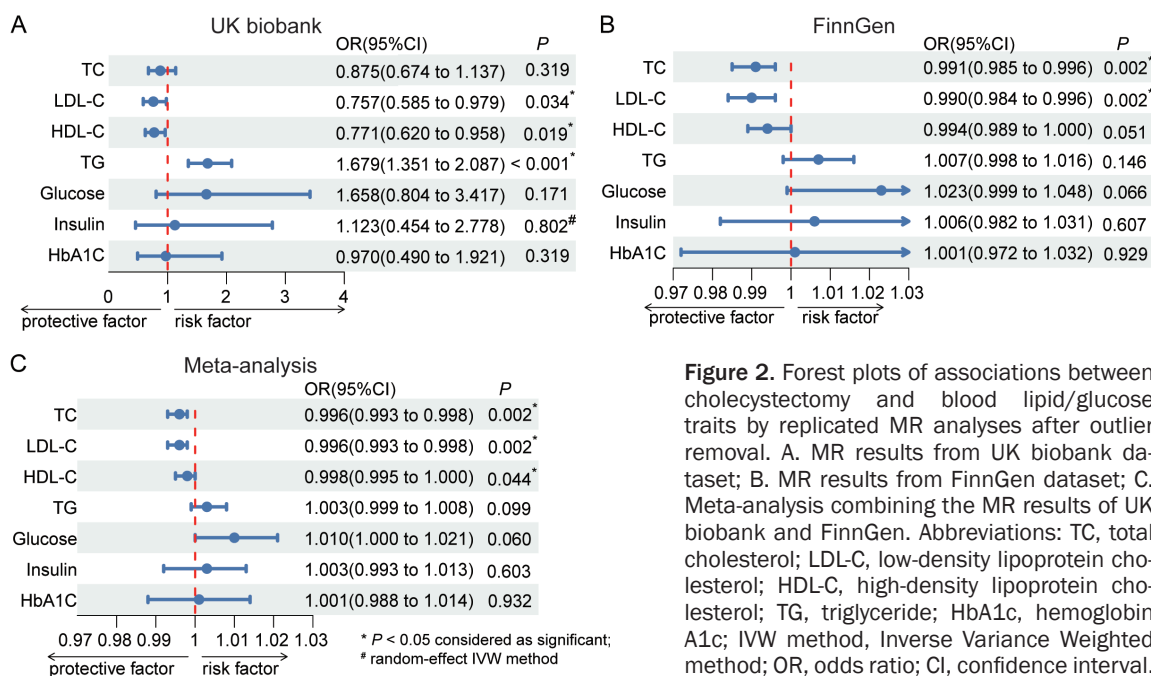 A
UK biobank
OR(95%CI) P
TC 0.875(0.674 to 1.137) 0.319
LDL-C 0.757(0.585 to 0.979) 0.034*
HDL-C 0.771(0.620 to 0.958) 0.019*
TG 1.679(1.351 to 2.087) < 0.001*
Glucose 1.658(0.804 to 3.417) 0.171
Insulin 1.123(0.454 to 2.778) 0.802#
HbA1C 0.970(0.490 to 1.921) 0.319
0 1 2 3 4
protective factor risk factor
B
FinnGen
OR(95%CI) P
TC 0.991(0.985 to 0.996) 0.002*
LDL-C 0.990(0.984 to 0.996) 0.002*
HDL-C 0.994(0.989 to 1.000) 0.051
TG 1.007(0.998 to 1.016) 0.146
Glucose 1.023(0.999 to 1.048) 0.066
Insulin 1.006(0.982 to 1.031) 0.607
HbA1C 1.001(0.972 to 1.032) 0.929
0.97 0.98 0.99 1 1.01 1.02 1.03
protective factor risk factor
C
Meta-analysis
OR(95%CI) P
TC 0.996(0.993 to 0.998) 0.002*
LDL-C 0.996(0.993 to 0.998) 0.002*
HDL-C 0.998(0.995 to 1.000) 0.044*
TG 1.003(0.999 to 1.008) 0.099
Glucose 1.010(1.000 to 1.021) 0.060
Insulin 1.003(0.993 to 1.013) 0.603
HbA1C 1.001(0.988 to 1.014) 0.932
0.97 0.98 0.99 1 1.01 1.02 1.03
protective factor risk factor
* P < 0.05 considered as significant;
# random-effect IVW method
Figure 2. Forest plots of associations between
cholecystectomy and blood lipid/glucose
traits by replicated MR analyses after outlier
removal. A. MR results from UK biobank da-
taset; B. MR results from FinnGen dataset; C.
Meta-analysis combining the MR results of UK
biobank and FinnGen. Abbreviations: TC, total
cholesterol; LDL-C, low-density lipoprotein cho-
lesterol; HDL-C, high-density lipoprotein cho-
lesterol; TG, triglyceride; HbA1c, hemoglobin
A1c; IVW method, Inverse Variance Weighted
method; OR, odds ratio; CI, confidence interval.